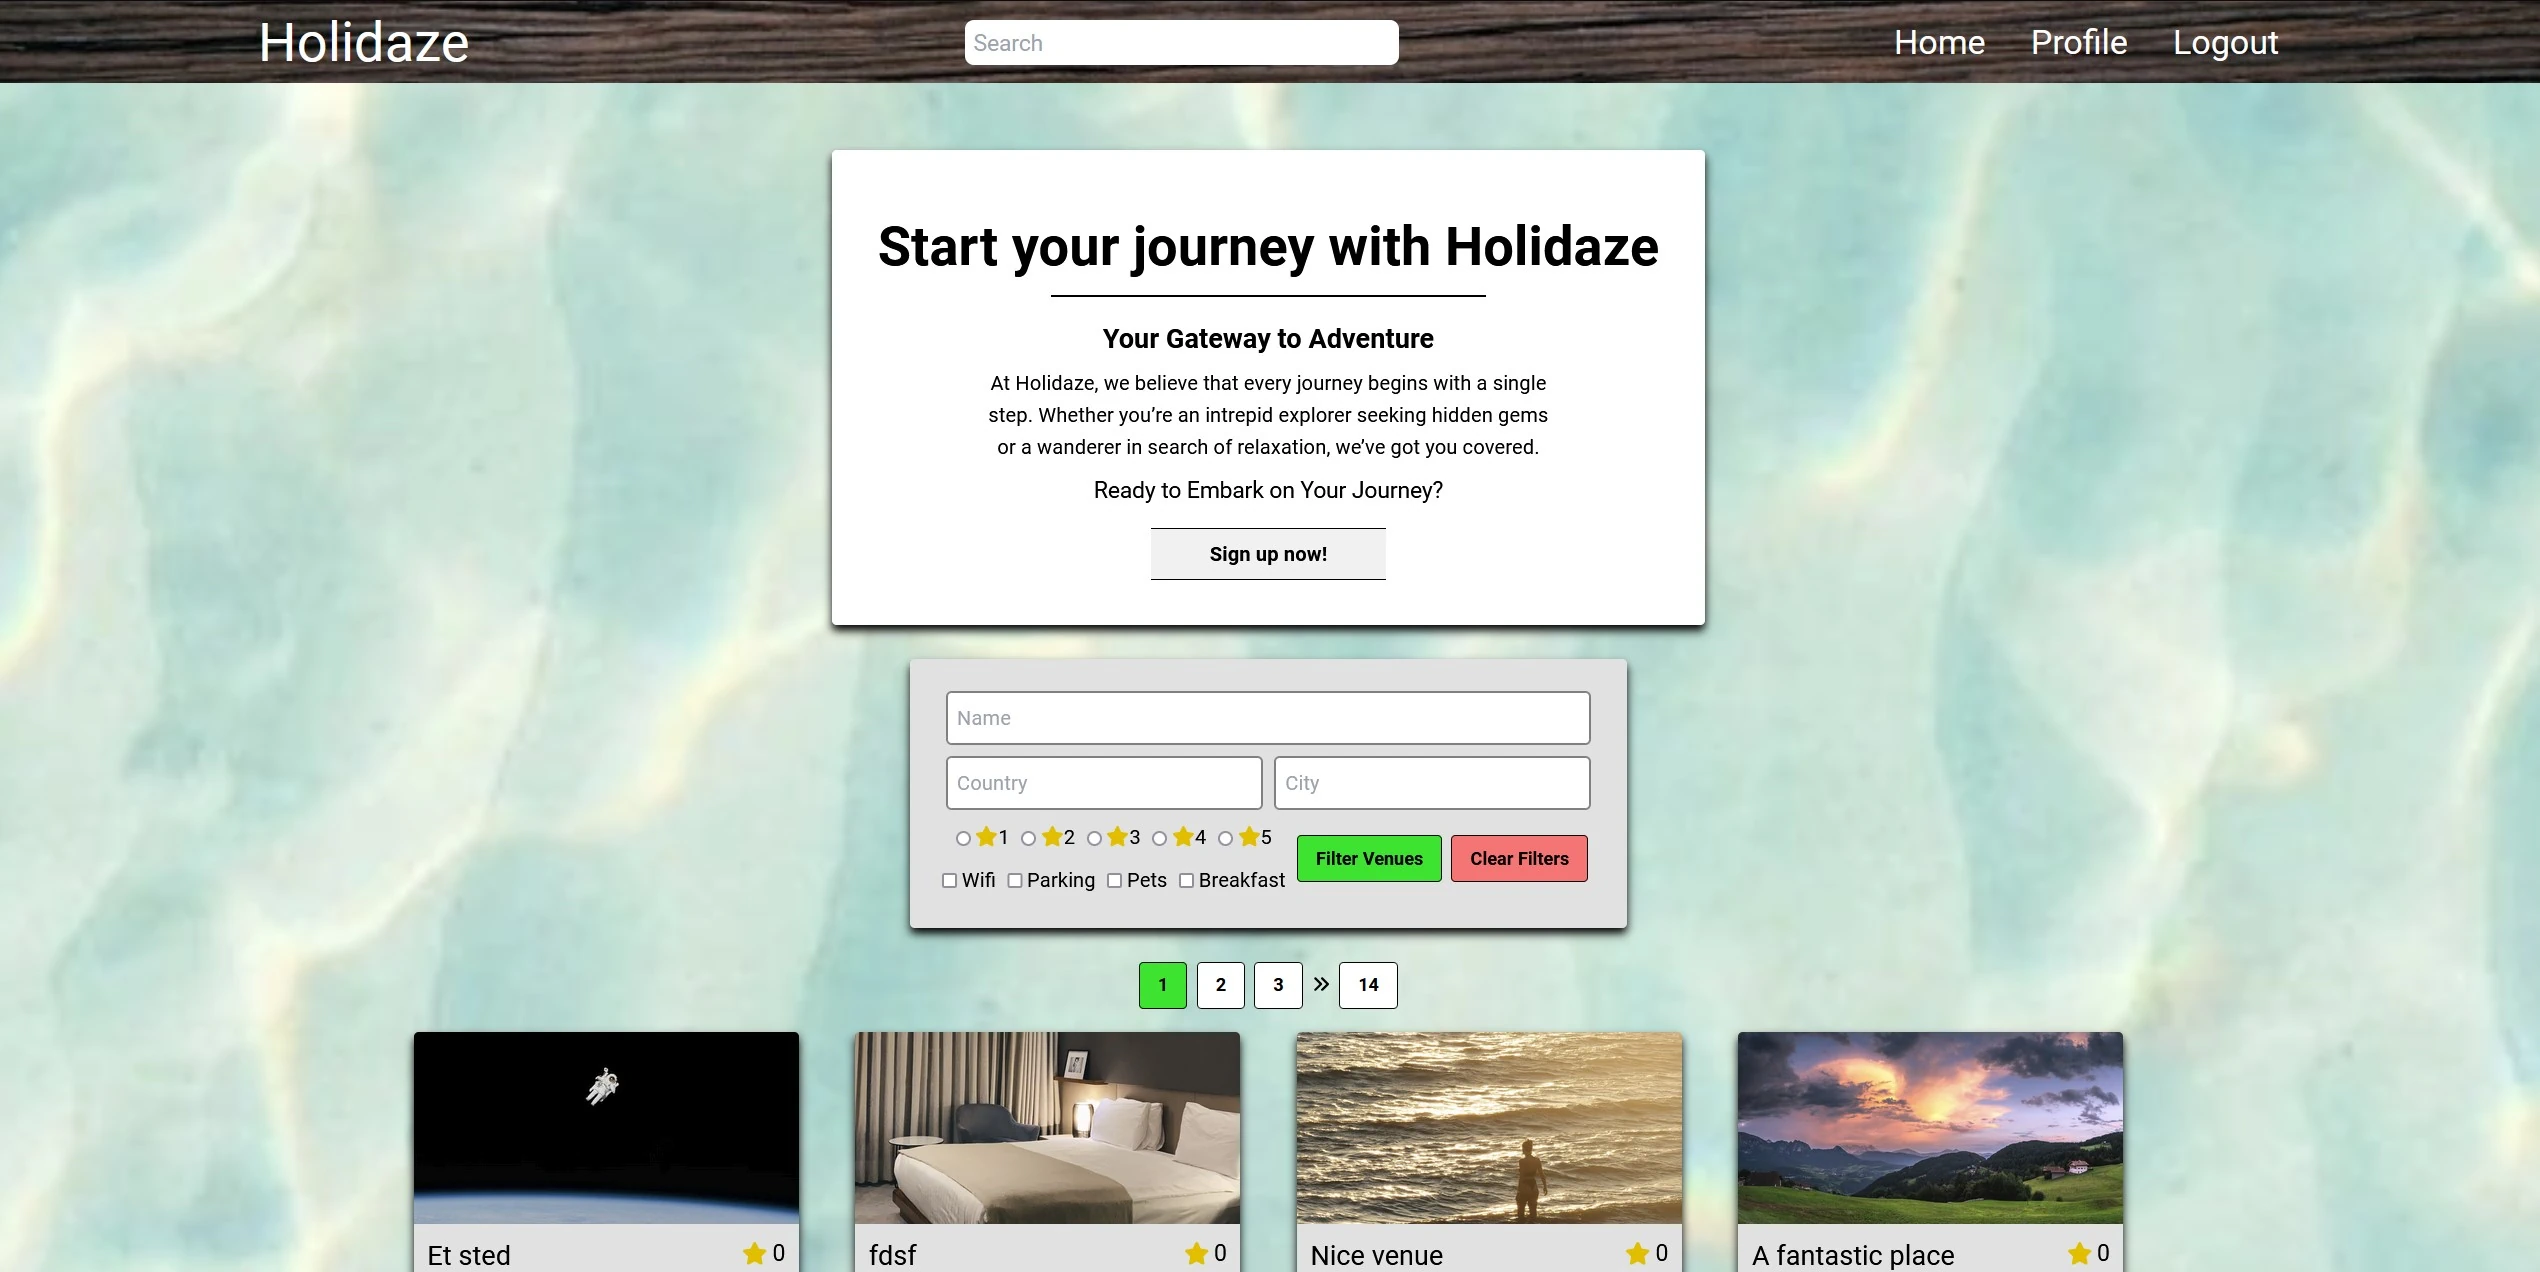 Holidaze
Search
Home Profile Logout
Start your journey with Holidaze
Your Gateway to Adventure
At Holidaze, we believe that every journey begins with a single
step. Whether you’re an intrepid explorer seeking hidden gems
or a wanderer in search of relaxation, we’ve got you covered.
Ready to Embark on Your Journey?
Sign up now!
Name
Country City
1 2 3 4 5
Wifi Parking Pets Breakfast
Filter Venues Clear Filters
1 2 3 » 14
Et sted 0
fdsf 0
Nice venue 0
A fantastic place 0